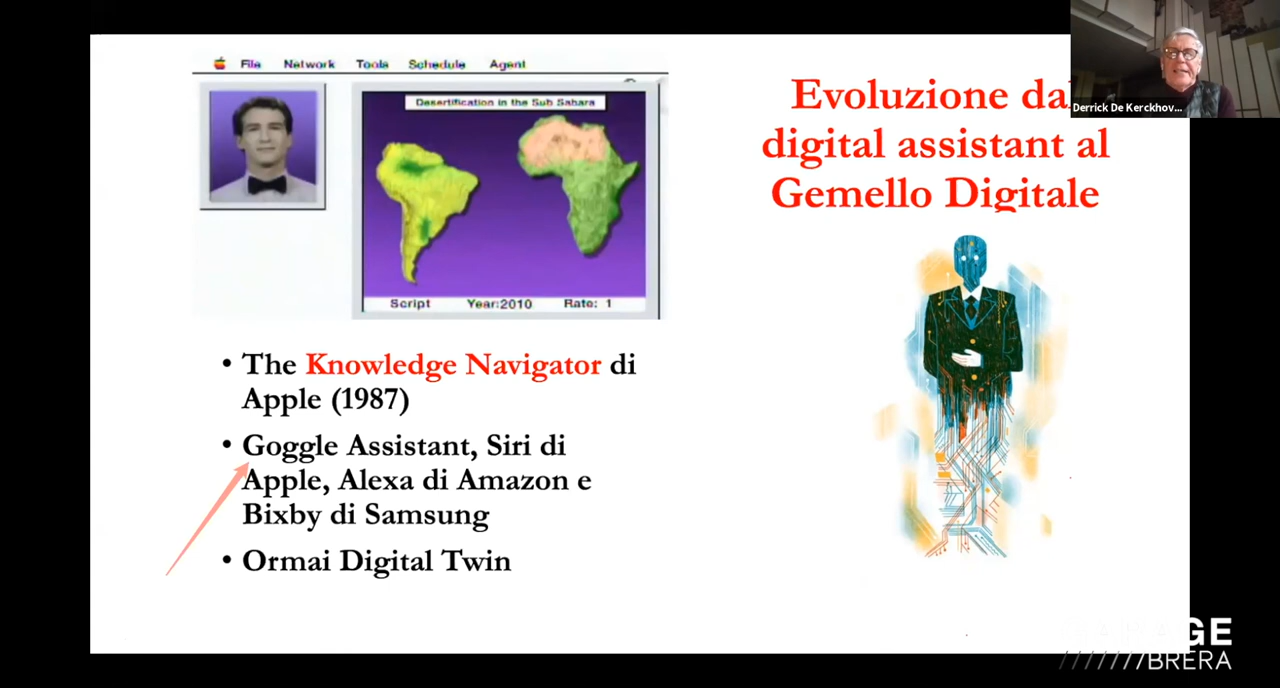 File Network Tools Schedule Agent
Desertification in the Sub Sahara
Script Year:2010 Rate: 1
Evoluzione dal
digital assistant al
Gemello Digitale
Derrick De Kerckhov...
• The Knowledge Navigator di
Apple (1987)
• Goggle Assistant, Siri di
Apple, Alexa di Amazon e
Bixby di Samsung
• Ormai Digital Twin
GARAGE
///////BRERA